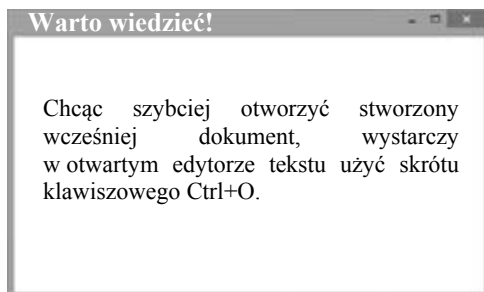 Warto wiedzieć!
Chcąc szybciej otworzyć stworzony
wcześniej dokument, wystarczy
w otwartym edytorze tekstu użyć skrótu
klawiszowego Ctrl+O.